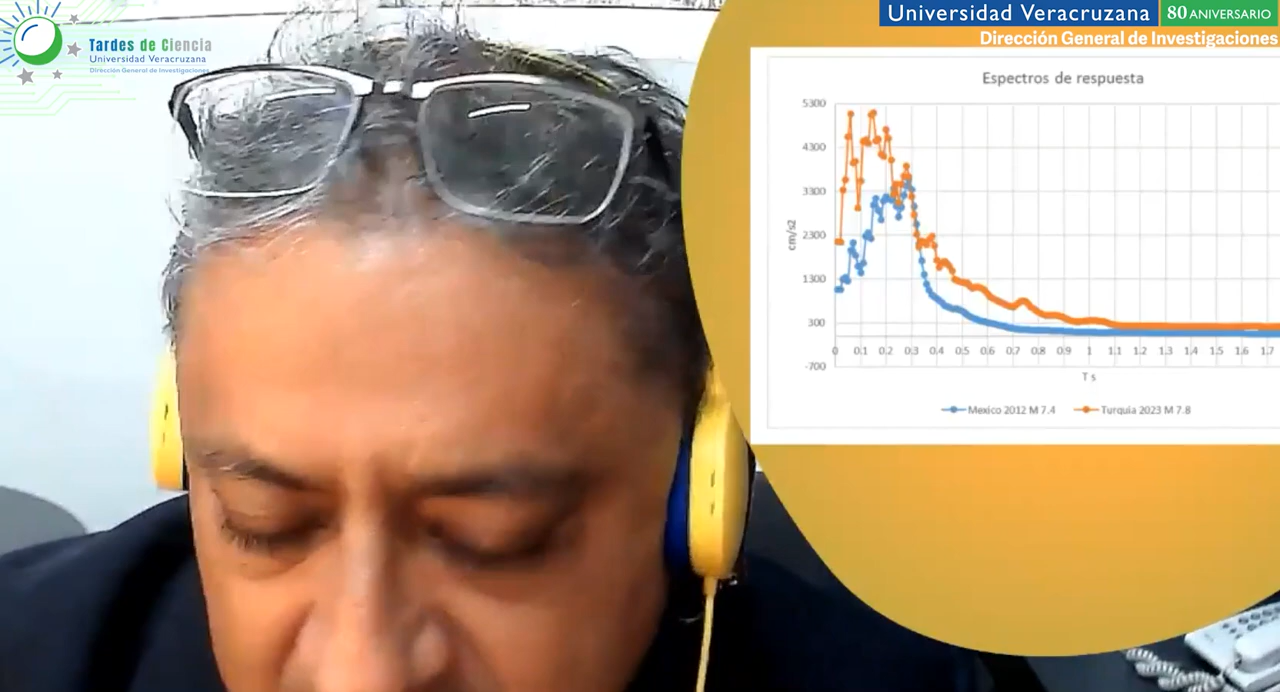 Tardes de Ciencia
Universidad Veracruzana
Dirección General de Investigaciones
Universidad Veracruzana
80 ANIVERSARIO
Dirección General de Investigaciones
Espectros de respuesta
5300
4300
3300
2300
1300
300
-700
cm/s2
0 0.1 0.2 0.3 0.4 0.5 0.6 0.7 0.8 0.9 1 1.1 1.2 1.3 1.4 1.5 1.6 1.7
T s
Mexico 2012 M 7.4 Turquia 2023 M 7.8